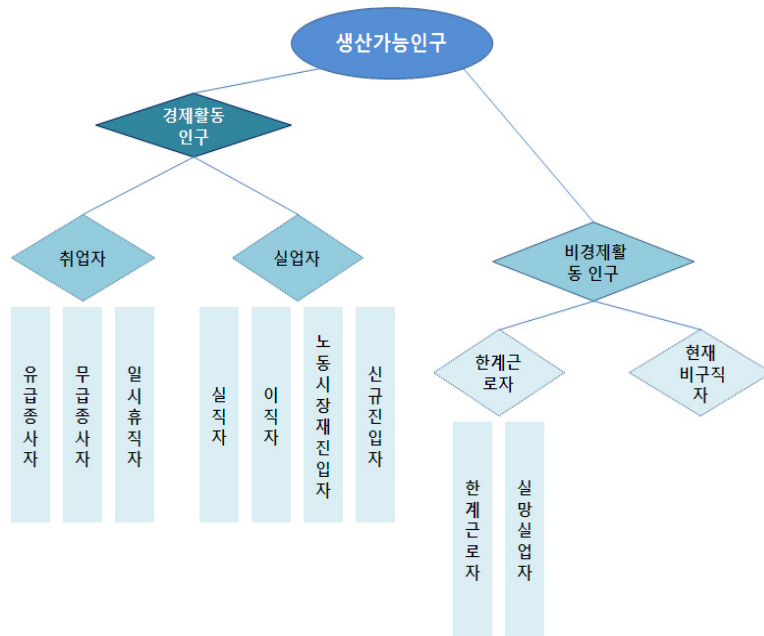 생산가능인구
경제활동
인구
취업자
실업자
비경제활
동 인구
유급종사자
무급종사자
일시휴직자
실직자
이직자
노동시장재진입자
신규진입자
한계근
로자
현재
비구직
자
한계근로자
실망실업자